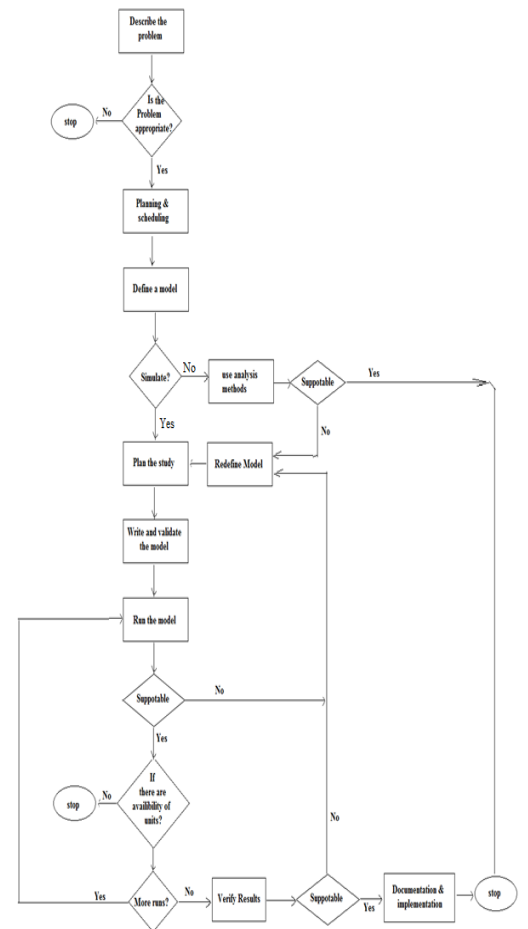 Describe the
problem
Is the
Problem
appropriate?
No
stop
Yes
Planning &
scheduling
Define a model
Simulate?
No
use analysis
methods
Suppotable
Yes
No
Yes
Plan the study
Redefine Model
Write and validate
the model
Run the model
Suppotable
No
Yes
If
there are
availibility of
units?
No
stop
No
More runs?
Yes
No
Verify Results
Suppotable
Yes
Documentation &
implementation
stop